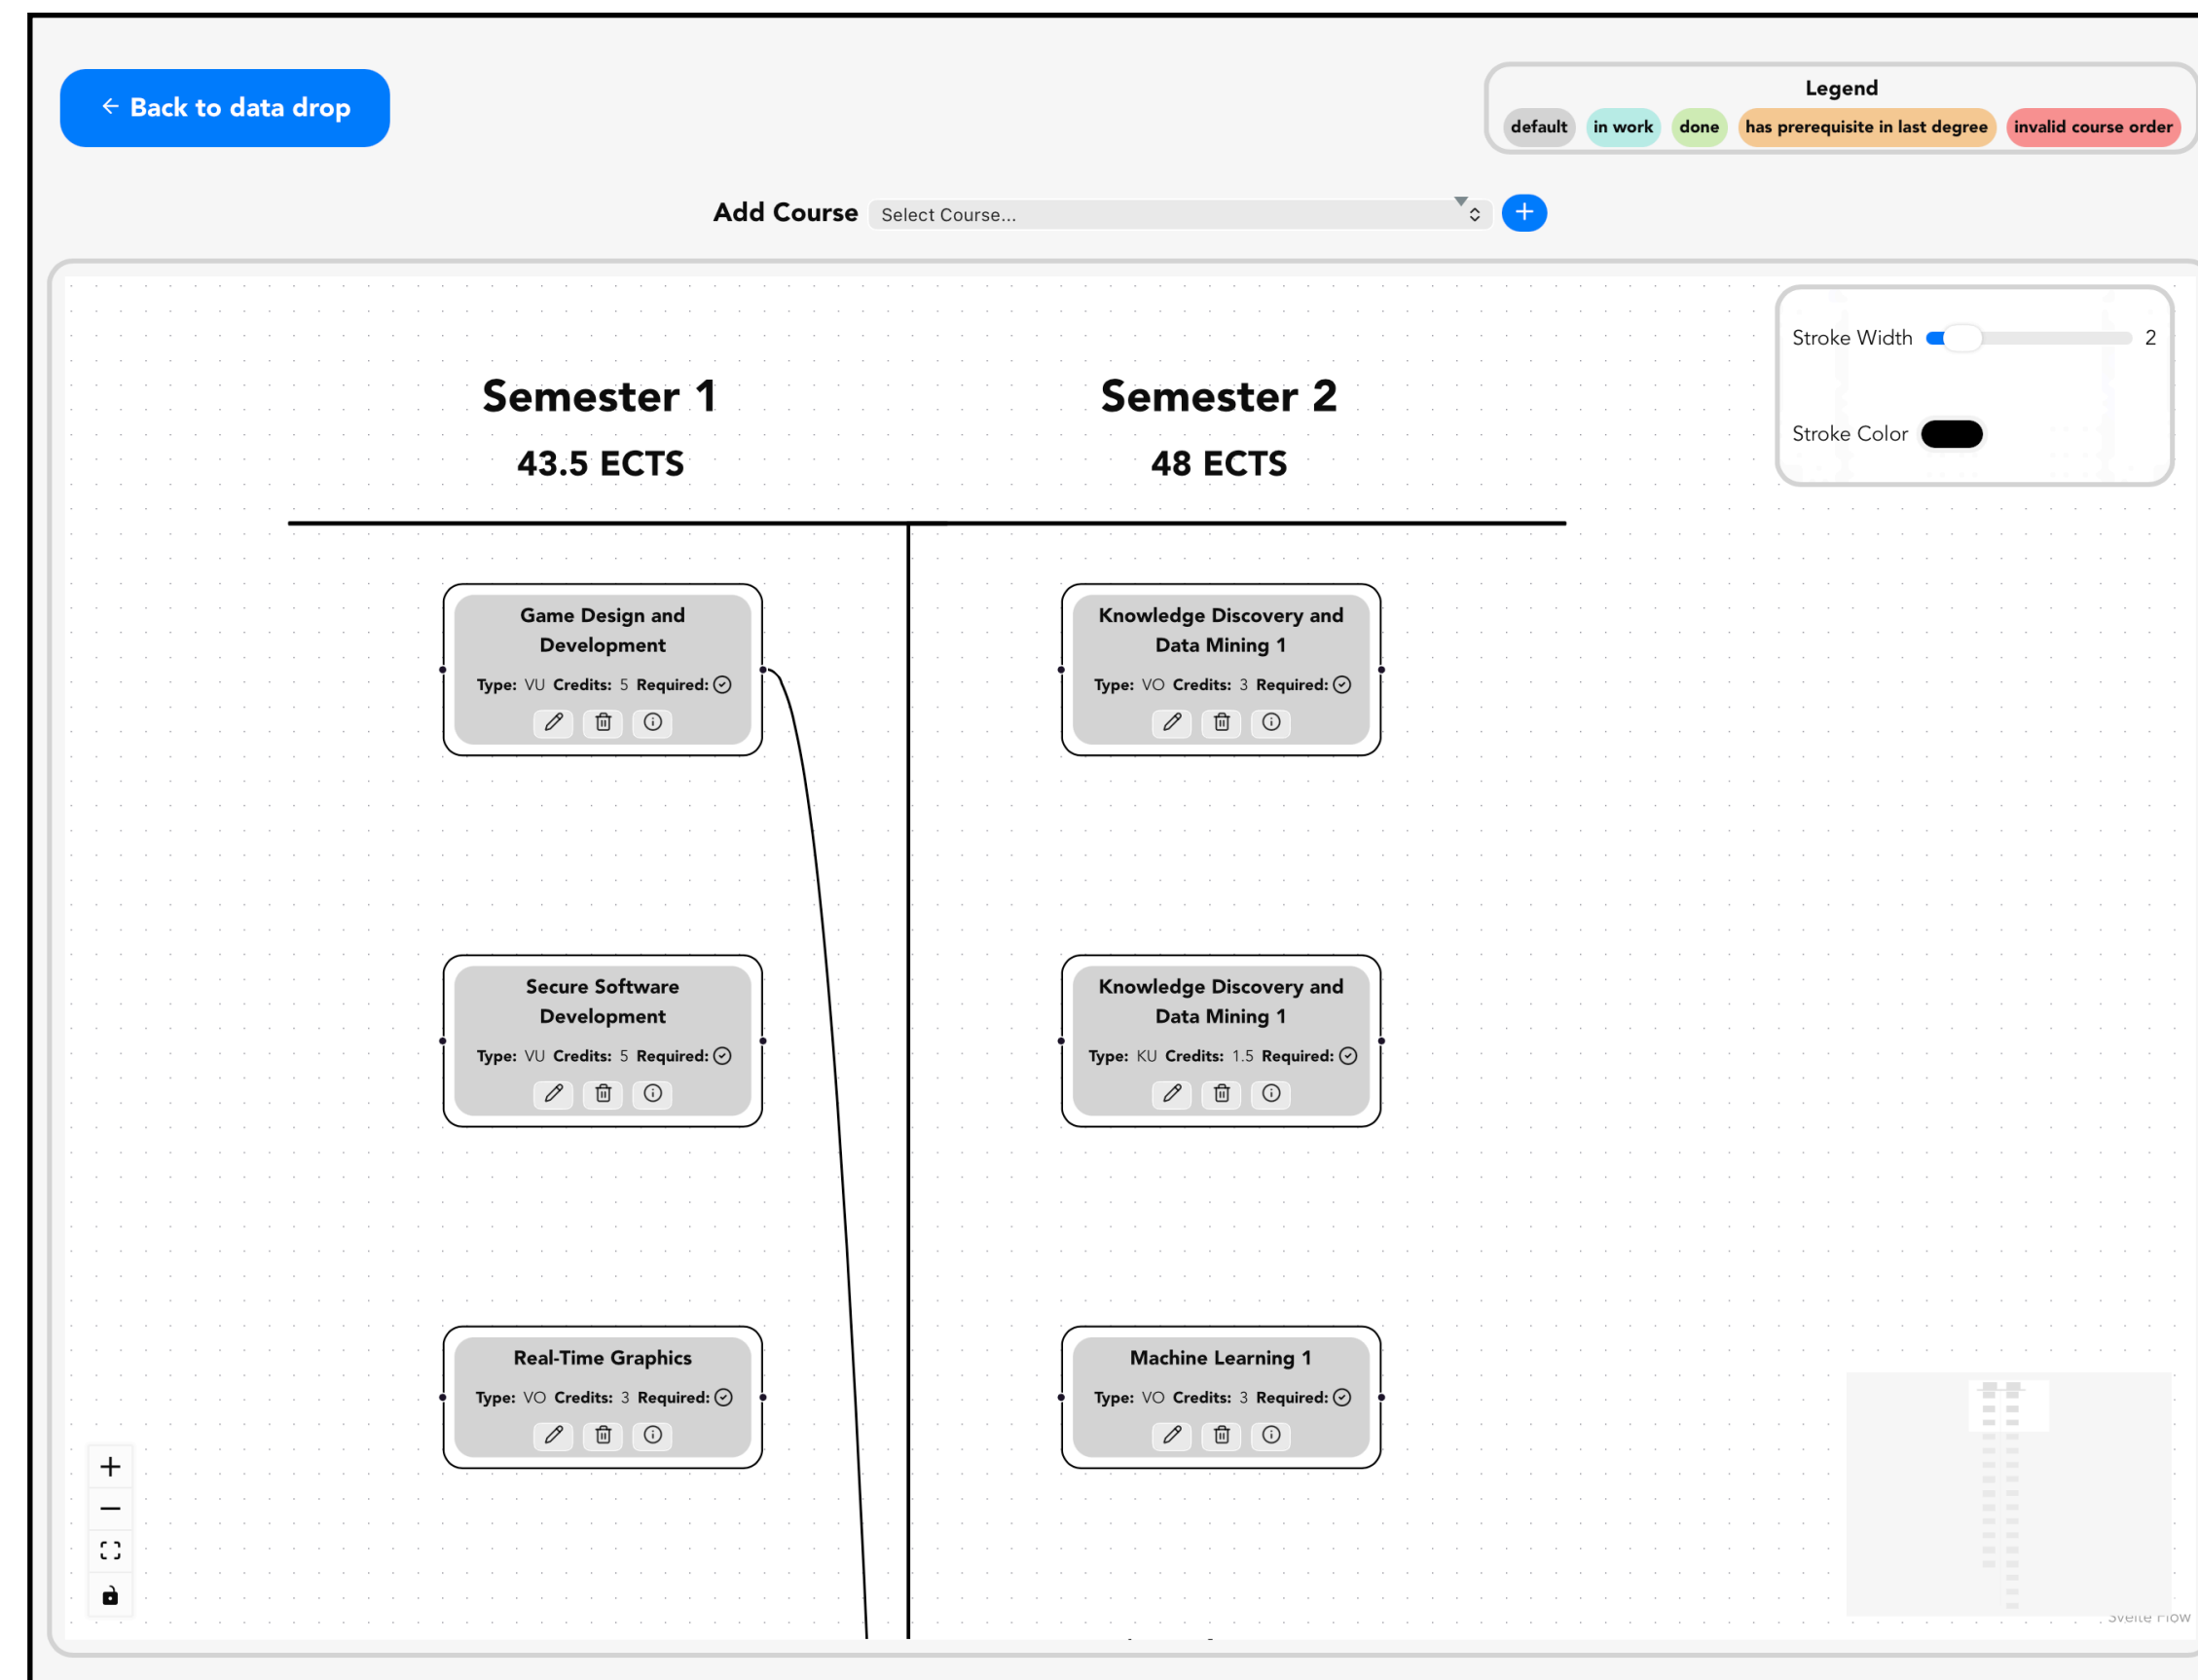 ← Back to data drop
Legend
default in work done has prerequisite in last degree invalid course order
Add Course Select Course... +
Stroke Width 2
Stroke Color
Semester 1
43.5 ECTS
Semester 2
48 ECTS
Game Design and
Development
Type: VU Credits: 5 Required:
Knowledge Discovery and
Data Mining 1
Type: VO Credits: 3 Required:
Secure Software
Development
Type: VU Credits: 5 Required:
Knowledge Discovery and
Data Mining 1
Type: KU Credits: 1.5 Required:
Real-Time Graphics
Type: VO Credits: 3 Required:
Machine Learning 1
Type: VO Credits: 3 Required:
Svelte Flow